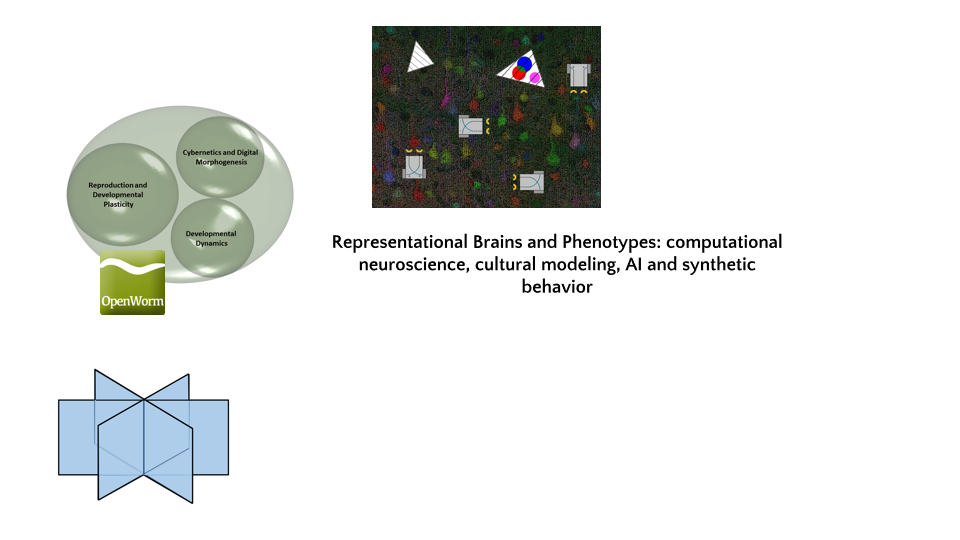 Cybernetics and Digital
Morphogenesis
Reproduction and
Developmental
Plasticity
Developmental
Dynamics
OpenWorm
Representational Brains and Phenotypes: computational
neuroscience, cultural modeling, AI and synthetic
behavior